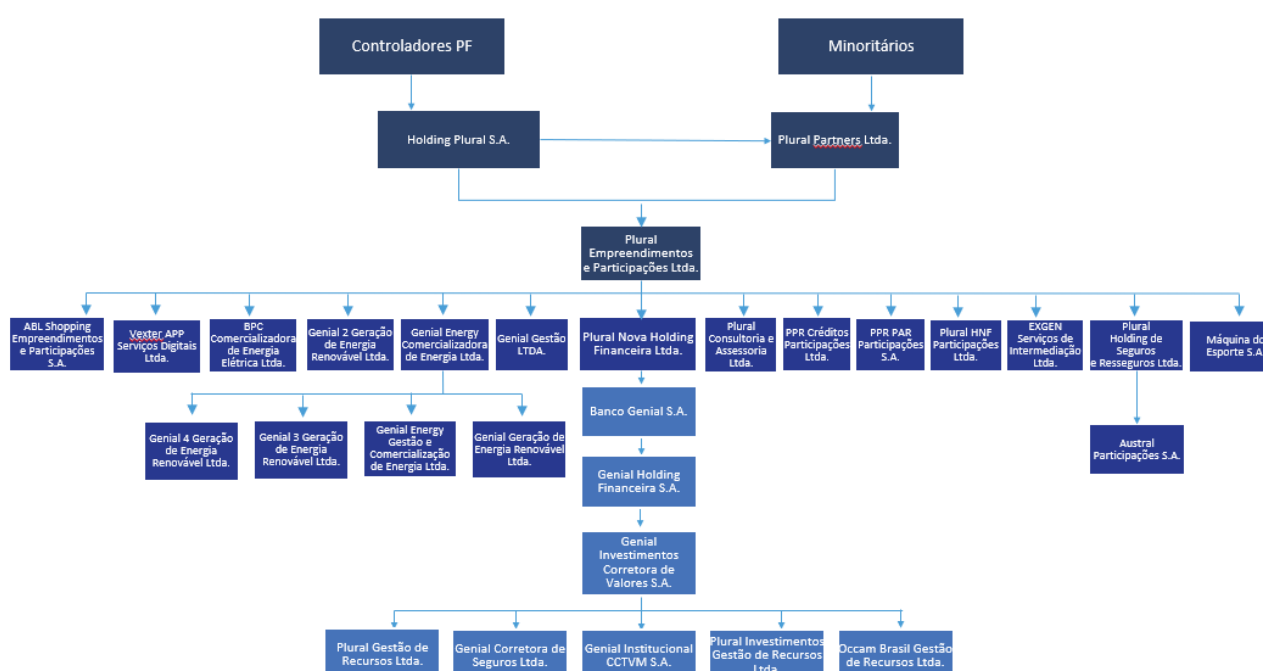 Controladores PF
Minoritários
Holding Plural S.A.
Plural Partners Ltda.
Plural
Empreendimentos
e Participações Ltda.
ABL Shopping
Empreendimentos
e Participações
S.A.
Vexter APP
Serviços Digitais
Ltda.
BPC
Comercializadora
de Energia
Elétrica Ltda.
Genial 2 Geração
de Energia
Renovável Ltda.
Genial Energy
Comercializadora
de Energia Ltda.
Genial Gestão
LTDA.
Plural Nova Holding
Financeira Ltda.
Plural
Consultoria e
Assessoria
Ltda.
PPR Créditos
Participações
Ltda.
PPR PAR
Participações
S.A.
Plural HNF
Participações
Ltda.
EXGEN
Serviços de
Intermediação
Ltda.
Plural
Holding de
Seguros
e Resseguros Ltda.
Máquina do
Esporte S.A.
Genial 4 Geração
de Energia
Renovável Ltda.
Genial 3 Geração
de Energia
Renovável Ltda.
Genial Energy
Gestão e
Comercialização
de Energia Ltda.
Genial Geração de
Energia Renovável
Ltda.
Banco Genial S.A.
Austral
Participações S.A.
Genial Holding
Financeira S.A.
Genial
Investimentos
Corretora de
Valores S.A.
Plural Gestão de
Recursos Ltda.
Genial Corretora de
Seguros Ltda.
Genial Institucional
CCTVM S.A.
Plural Investimentos
Gestão de Recursos
Ltda.
Occam Brasil Gestão
de Recursos Ltda.